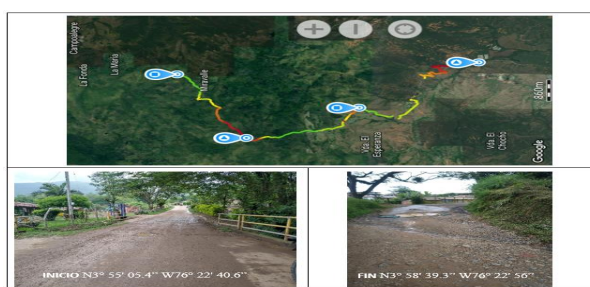 Campoalegre
La Fonda
La María
Miravalle
Vda. El
Esperanza
Vda. El
Chocho
860m
Google
INICIO N3° 55' 05.4'' W76° 22' 40.6''
FIN N3° 58' 39.3'' W76° 22' 56''